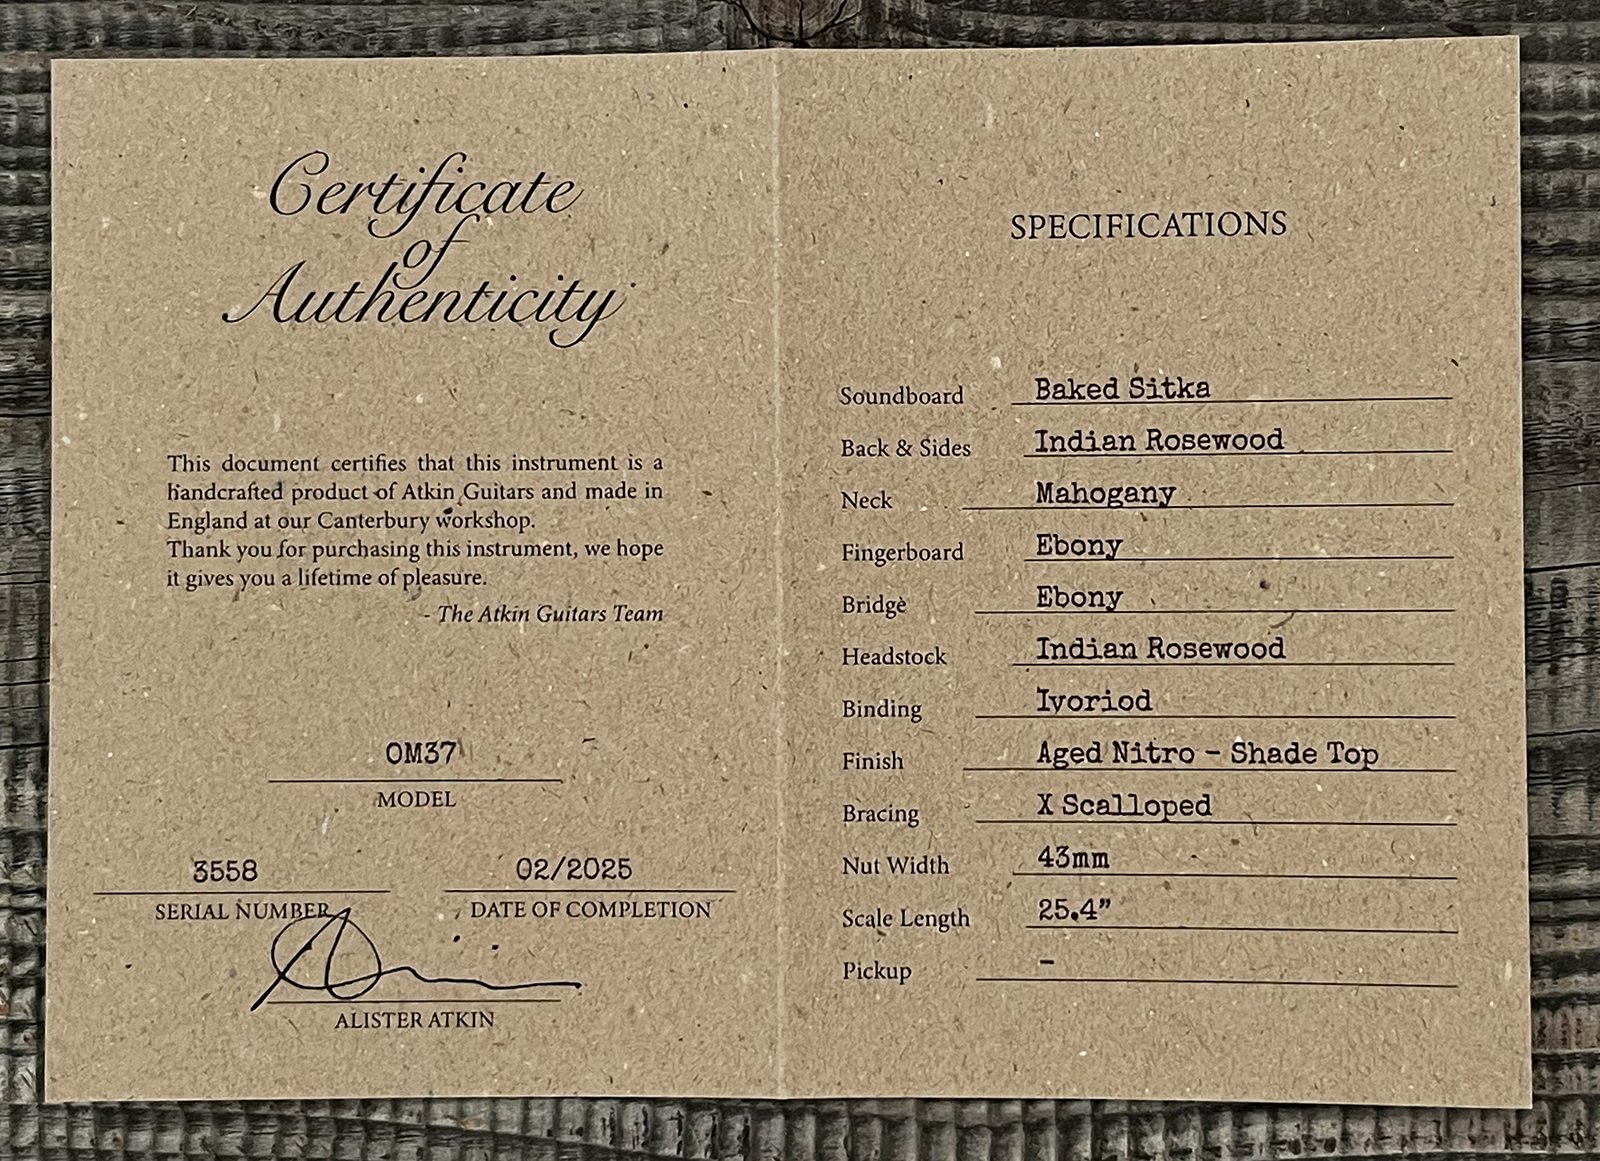 Certificate
of
Authenticity
This document certifies that this instrument is a
handcrafted product of Atkin Guitars and made in
England at our Canterbury workshop.
Thank you for purchasing this instrument, we hope
it gives you a lifetime of pleasure.
- The Atkin Guitars Team
OM37
MODEL
3558
SERIAL NUMBER
02/2025
DATE OF COMPLETION
ALISTER ATKIN
SPECIFICATIONS
Soundboard Baked Sitka
Back & Sides Indian Rosewood
Neck Mahogany
Fingerboard Ebony
Bridge Ebony
Headstock Indian Rosewood
Binding Ivoriod
Finish Aged Nitro - Shade Top
Bracing X Scalloped
Nut Width 43mm
Scale Length 25.4”
Pickup -